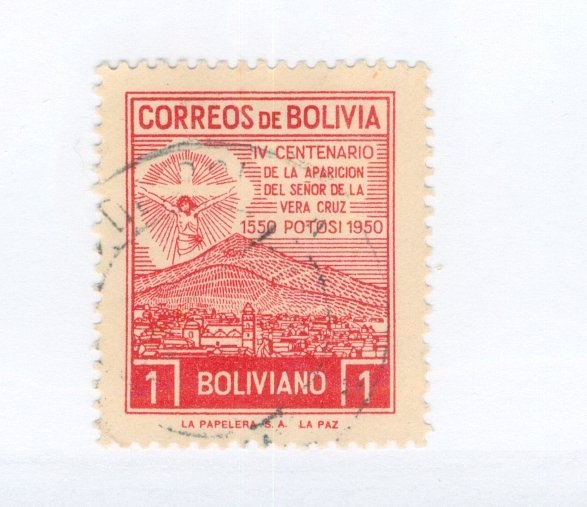 CORREOS DE BOLIVIA
IV CENTENARIO
DE LA APARICION
DEL SEÑOR DE LA
VERA CRUZ
1550 POTOSI 1950
1 BOLIVIANO 1
LA PAPELERA S. A. LA PAZ